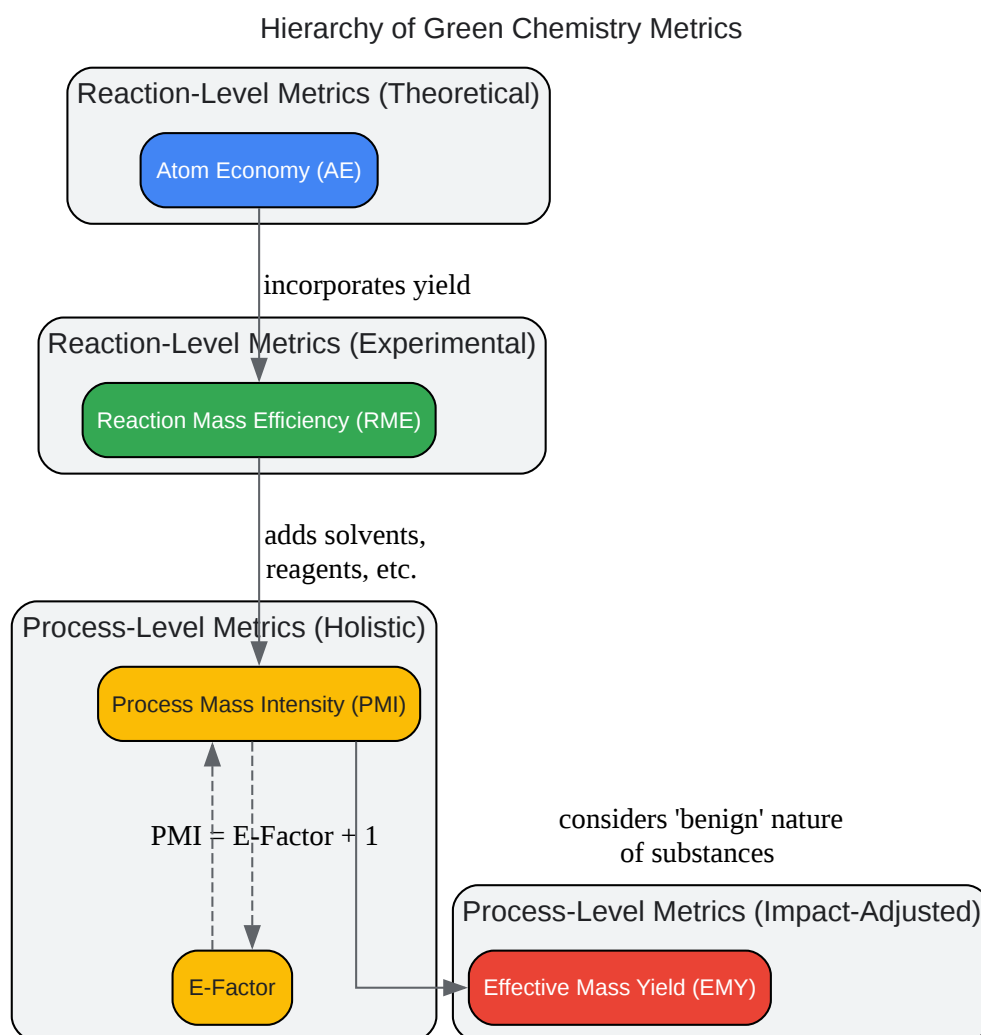 Hierarchy of Green Chemistry Metrics
Reaction-Level Metrics (Theoretical)
Atom Economy (AE)
incorporates yield
Reaction-Level Metrics (Experimental)
Reaction Mass Efficiency (RME)
adds solvents,
reagents, etc.
Process-Level Metrics (Holistic)
Process Mass Intensity (PMI)
PMI = E-Factor + 1
E-Factor
considers 'benign' nature
of substances
Process-Level Metrics (Impact-Adjusted)
Effective Mass Yield (EMY)